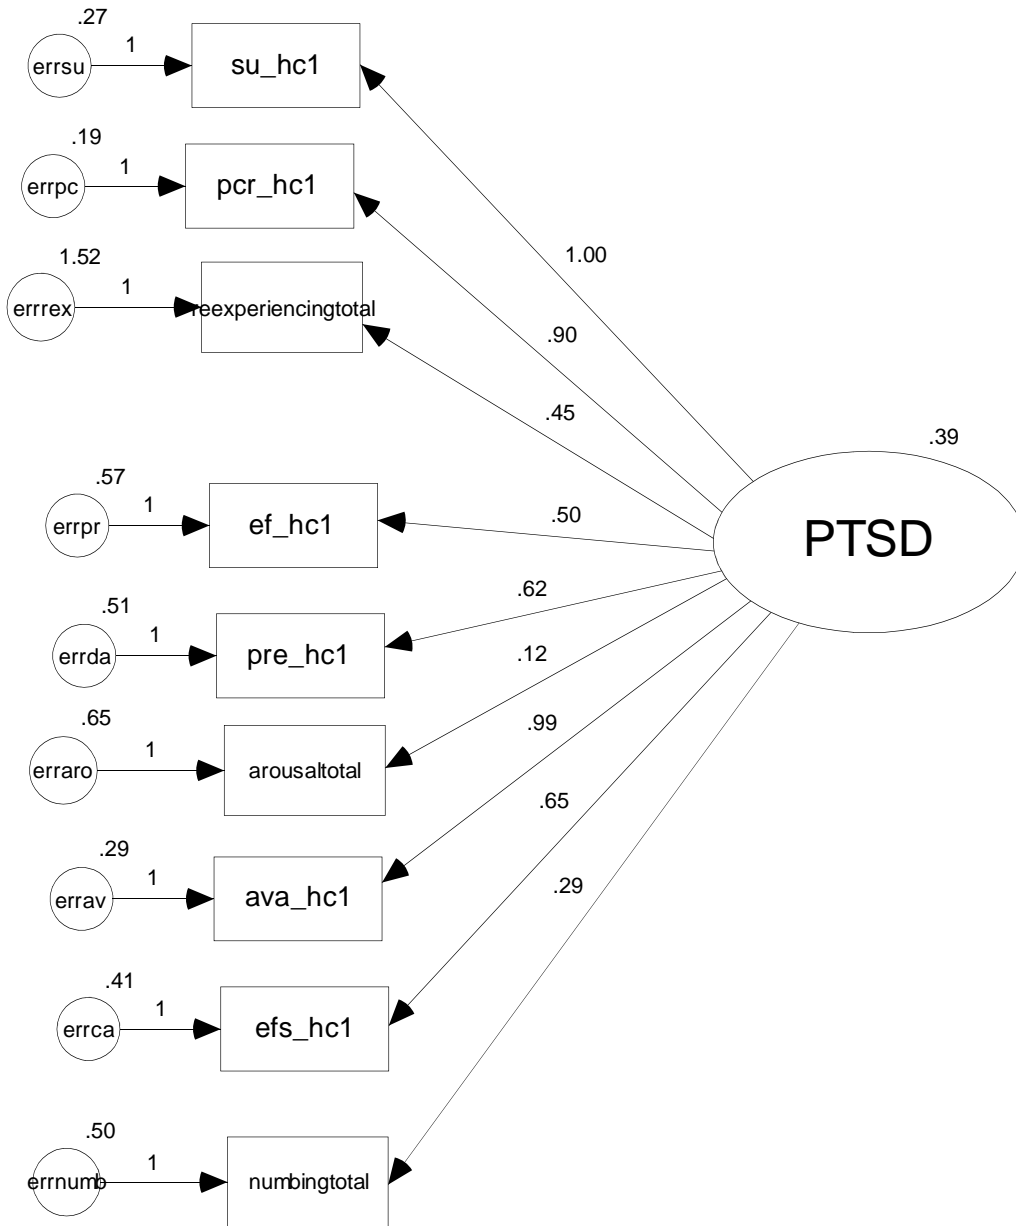 .27
1
errsu
su_hc1
.19
1
errpc
pcr_hc1
1.00
1.52
1
errrex
reexperiencingtotal
.90
.45
.39
.57
1
errpr
ef_hc1
.50
PTSD
.51
1
errda
pre_hc1
.62
.12
.65
1
erraro
arousaltotal
.99
.65
.29
1
errav
ava_hc1
.29
.41
1
errca
efs_hc1
.50
1
errnumb
numbingtotal